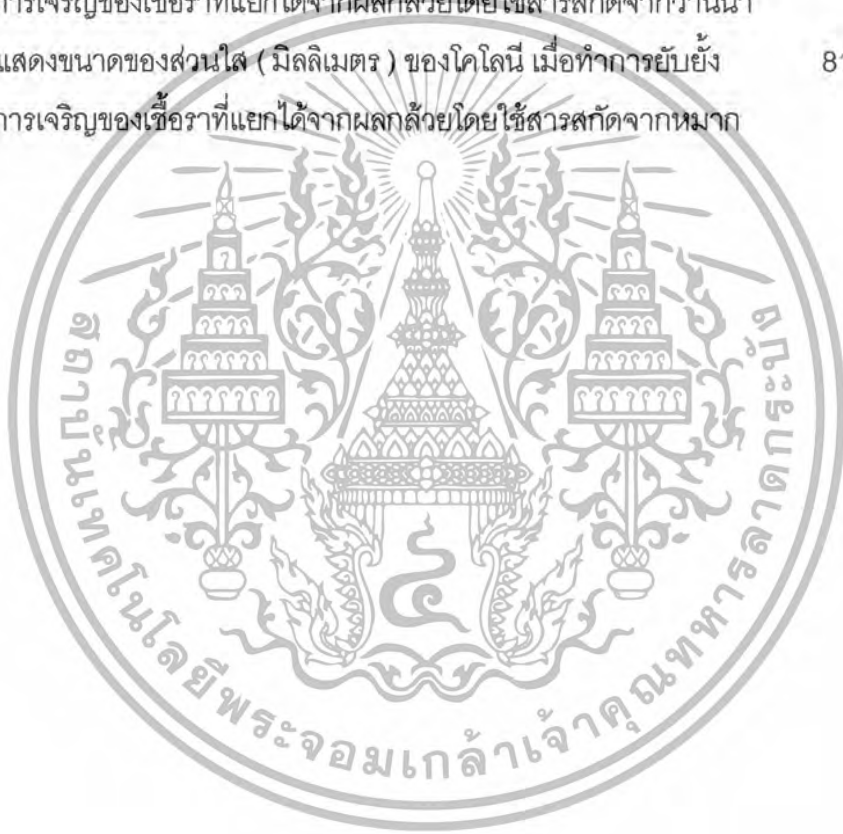 การเจริญของเชื้อราที่แยกได้จากผลกล้วยโดยใช้สารสกัดจากว่านน้ำ
แสดงขนาดของส่วนใส ( มิลลิเมตร ) ของโคโลนี เมื่อทำการยับยั้ง 81
การเจริญของเชื้อราที่แยกได้จากผลกล้วยโดยใช้สารสกัดจากหมาก
สถาบันเทคโนโลยีพระจอมเกล้าเจ้าคุณทหารลาดกระบัง